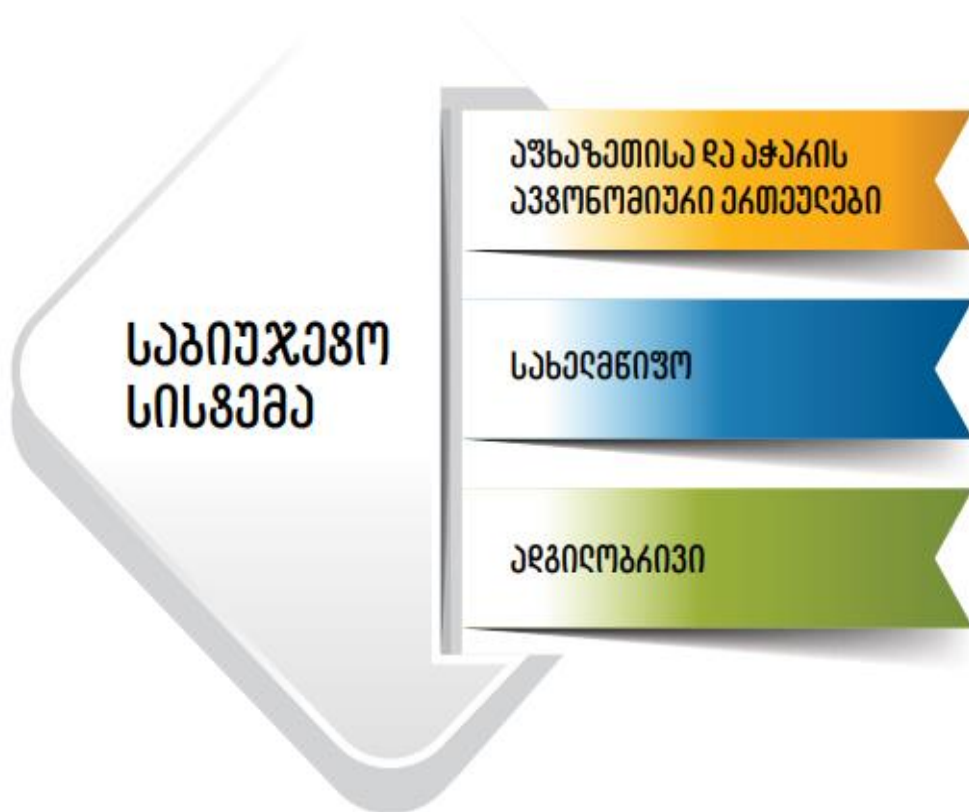 საბიუჯეტო
სისტემა
აფხაზეთისა და აჭარის
ავტონომიური ერთეულები
სახელმწიფო
ადგილობრივი